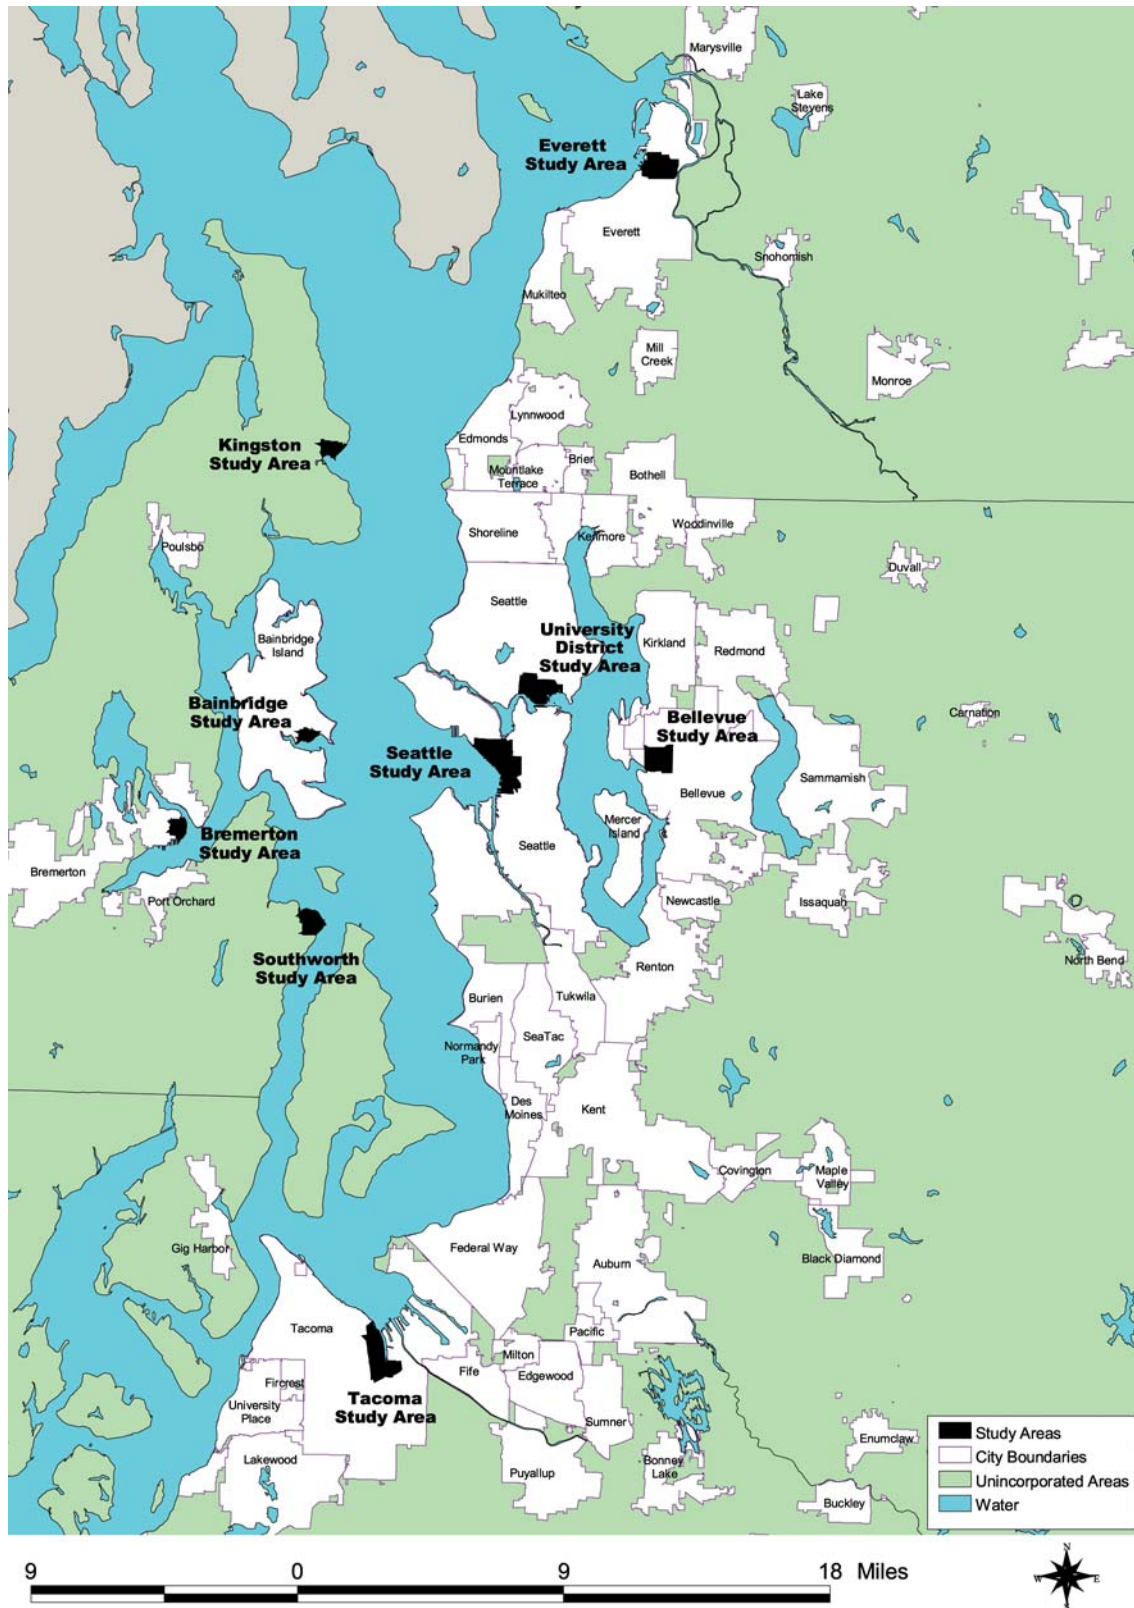 Marysville
Lake
Stevens
Everett
Study Area
Everett
Snohomish
Mukilteo
Mill
Creek
Monroe
Lynnwood
Edmonds
Kingston
Study Area
Brier
Mountlake
Terrace
Bothell
Woodinville
Shoreline
Kenmore
Poulsbo
Duvall
Seattle
University
District
Study Area
Bainbridge
Island
Kirkland
Redmond
Bainbridge
Study Area
Carnation
Bellevue
Study Area
Seattle
Study Area
Sammamish
Bellevue
Mercer
Island
Bremerton
Study Area
Seattle
Bremerton
Port Orchard
Newcastle
Issaquah
Southworth
Study Area
Renton
North Bend
Burien
Tukwila
SeaTac
Normandy
Park
Des
Moines
Kent
Covington
Maple
Valley
Gig Harbor
Federal Way
Auburn
Black Diamond
Tacoma
Pacific
Milton
Fife
Edgewood
Fircrest
University
Place
Tacoma
Study Area
Sumner
Lakewood
Puyallup
Bonney
Lake
Enumclaw
Buckley
Study Areas
City Boundaries
Unincorporated Areas
Water
9 0 9 18 Miles
N
W E
S